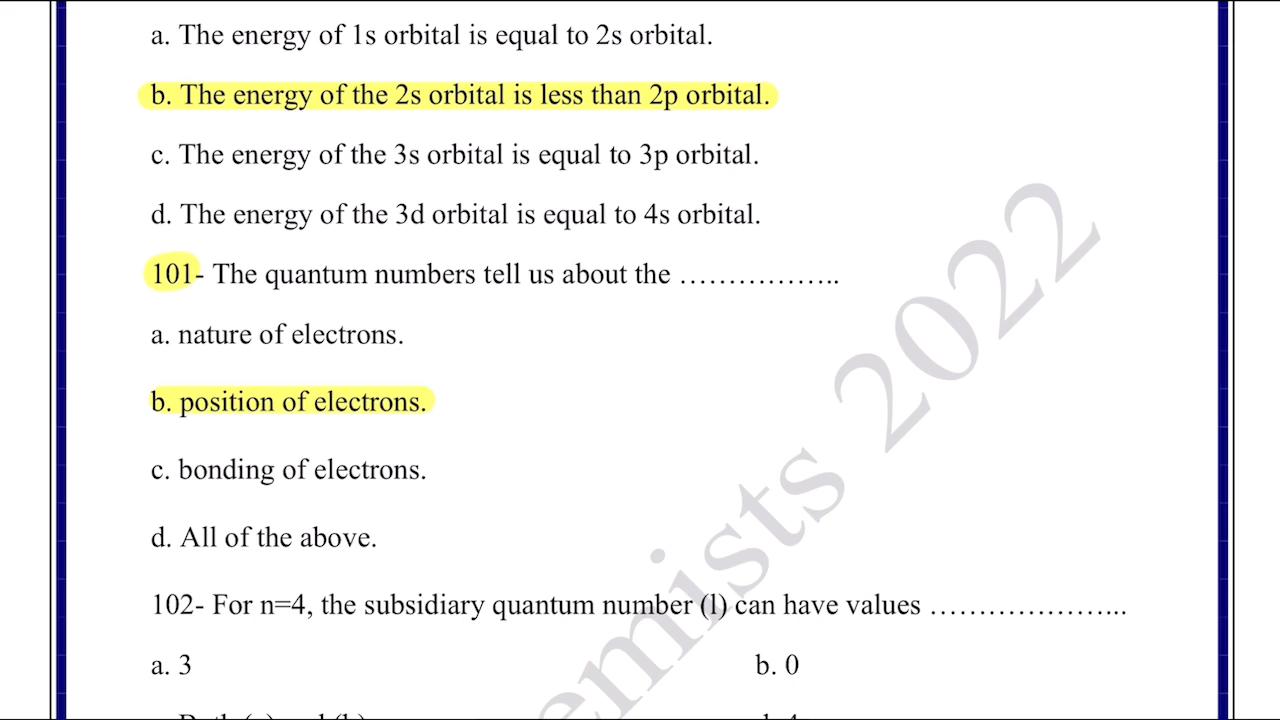 a. The energy of 1s orbital is equal to 2s orbital.
b. The energy of the 2s orbital is less than 2p orbital.
c. The energy of the 3s orbital is equal to 3p orbital.
d. The energy of the 3d orbital is equal to 4s orbital.
101- The quantum numbers tell us about the ……………..
a. nature of electrons.
b. position of electrons.
c. bonding of electrons.
d. All of the above.
102- For n=4, the subsidiary quantum number (l) can have values …………………...
a. 3
b. 0
2022